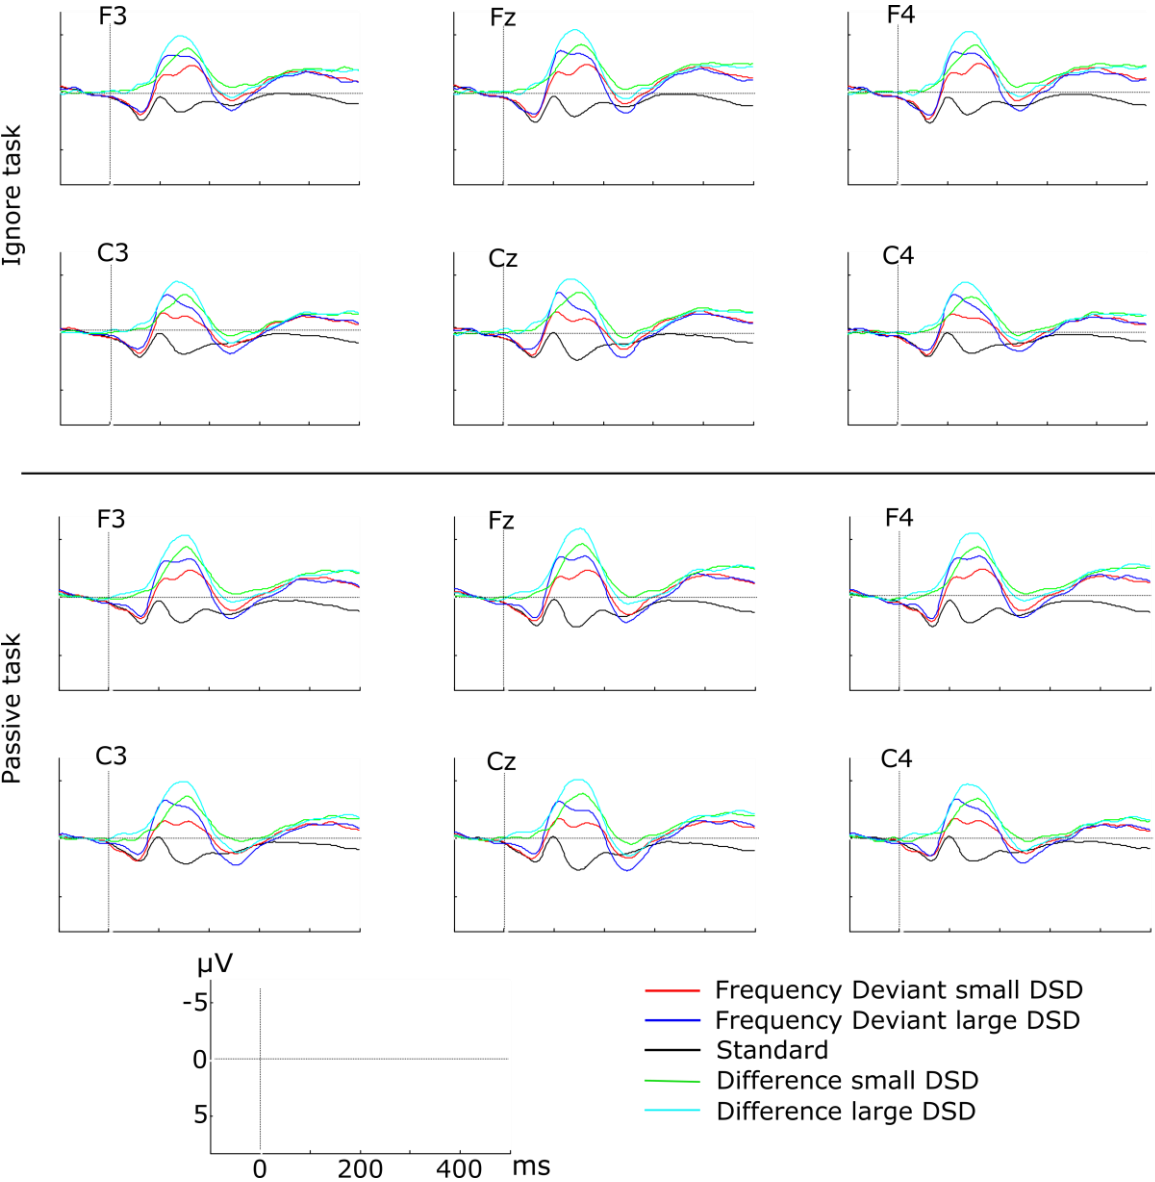 F3
Fz
F4
Ignore task
C3
Cz
C4
F3
Fz
F4
Passive task
C3
Cz
C4
µV
-5
0
5
0 200 400 ms
Frequency Deviant small DSD
Frequency Deviant large DSD
Standard
Difference small DSD
Difference large DSD